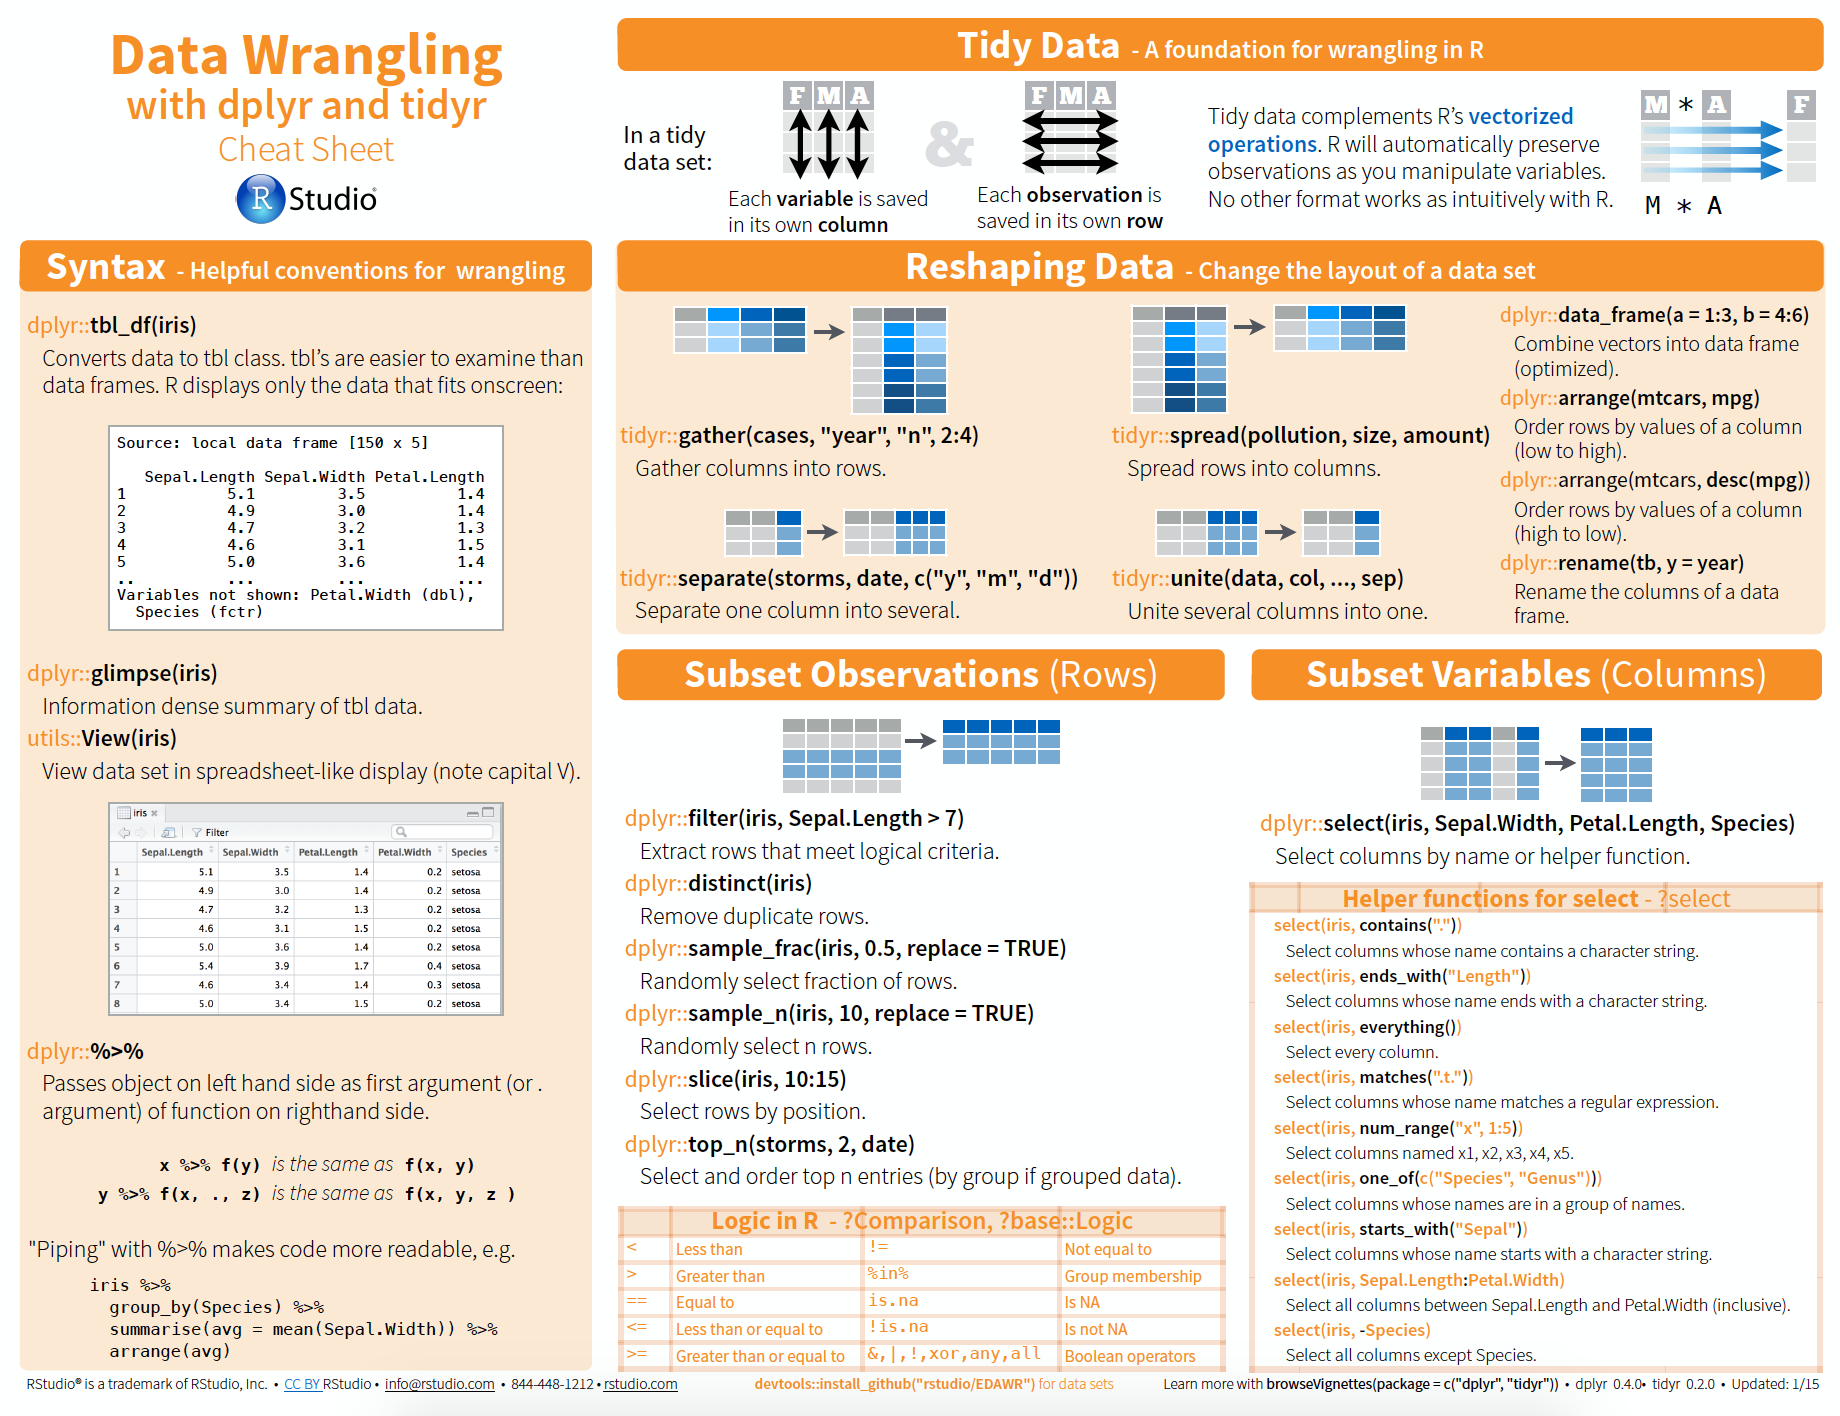 Data Wrangling
with dplyr and tidyr
Cheat Sheet
R Studio®
Syntax - Helpful conventions for wrangling
dplyr::tbl_df(iris)
Converts data to tbl class. tbl's are easier to examine than
data frames. R displays only the data that fits onscreen:
Source: local data frame [150 x 5]
Sepal.Length Sepal.Width Petal.Length
1 5.1 3.5 1.4
2 4.9 3.0 1.4
3 4.7 3.2 1.3
4 4.6 3.1 1.5
5 5.0 3.6 1.4
.. ... ... ...
Variables not shown: Petal.Width (dbl),
Species (fctr)
dplyr::glimpse(iris)
Information dense summary of tbl data.
utils::View(iris)
View data set in spreadsheet-like display (note capital V).
iris ×
Filter
Sepal.Length Sepal.Width Petal.Length Petal.Width Species
1 5.1 3.5 1.4 0.2 setosa
2 4.9 3.0 1.4 0.2 setosa
3 4.7 3.2 1.3 0.2 setosa
4 4.6 3.1 1.5 0.2 setosa
5 5.0 3.6 1.4 0.2 setosa
6 5.4 3.9 1.7 0.4 setosa
7 4.6 3.4 1.4 0.3 setosa
8 5.0 3.4 1.5 0.2 setosa
dplyr::%>%
Passes object on left hand side as first argument (or .
argument) of function on righthand side.
x %>% f(y) is the same as f(x, y)
y %>% f(x, ., z) is the same as f(x, y, z )
"Piping" with %>% makes code more readable, e.g.
iris %>%
group_by(Species) %>%
summarise(avg = mean(Sepal.Width)) %>%
arrange(avg)
Tidy Data - A foundation for wrangling in R
In a tidy
data set:
F M A
Each variable is saved
in its own column
&
F M A
Each observation is
saved in its own row
Tidy data complements R's vectorized
operations. R will automatically preserve
observations as you manipulate variables.
No other format works as intuitively with R.
M * A F
M * A
Reshaping Data - Change the layout of a data set
tidyr::gather(cases, "year", "n", 2:4)
Gather columns into rows.
tidyr::spread(pollution, size, amount)
Spread rows into columns.
tidyr::separate(storms, date, c("y", "m", "d"))
Separate one column into several.
tidyr::unite(data, col, ..., sep)
Unite several columns into one.
dplyr::data_frame(a = 1:3, b = 4:6)
Combine vectors into data frame
(optimized).
dplyr::arrange(mtcars, mpg)
Order rows by values of a column
(low to high).
dplyr::arrange(mtcars, desc(mpg))
Order rows by values of a column
(high to low).
dplyr::rename(tb, y = year)
Rename the columns of a data
frame.
Subset Observations (Rows)
dplyr::filter(iris, Sepal.Length > 7)
Extract rows that meet logical criteria.
dplyr::distinct(iris)
Remove duplicate rows.
dplyr::sample_frac(iris, 0.5, replace = TRUE)
Randomly select fraction of rows.
dplyr::sample_n(iris, 10, replace = TRUE)
Randomly select n rows.
dplyr::slice(iris, 10:15)
Select rows by position.
dplyr::top_n(storms, 2, date)
Select and order top n entries (by group if grouped data).
Logic in R - ?Comparison, ?base::Logic
< Less than != Not equal to
> Greater than %in% Group membership
== Equal to is.na Is NA
<= Less than or equal to !is.na Is not NA
>= Greater than or equal to &,|,!,xor,any,all Boolean operators
Subset Variables (Columns)
dplyr::select(iris, Sepal.Width, Petal.Length, Species)
Select columns by name or helper function.
Helper functions for select - ?select
select(iris, contains("."))
Select columns whose name contains a character string.
select(iris, ends_with("Length"))
Select columns whose name ends with a character string.
select(iris, everything())
Select every column.
select(iris, matches(".t."))
Select columns whose name matches a regular expression.
select(iris, num_range("x", 1:5))
Select columns named x1, x2, x3, x4, x5.
select(iris, one_of(c("Species", "Genus")))
Select columns whose names are in a group of names.
select(iris, starts_with("Sepal"))
Select columns whose name starts with a character string.
select(iris, Sepal.Length:Petal.Width)
Select all columns between Sepal.Length and Petal.Width (inclusive).
select(iris, -Species)
Select all columns except Species.
RStudio® is a trademark of RStudio, Inc. • CC BY RStudio • info@rstudio.com • 844-448-1212 • rstudio.com
devtools::install_github("rstudio/EDAWR") for data sets
Learn more with browseVignettes(package = c("dplyr", "tidyr")) • dplyr 0.4.0• tidyr 0.2.0 • Updated: 1/15